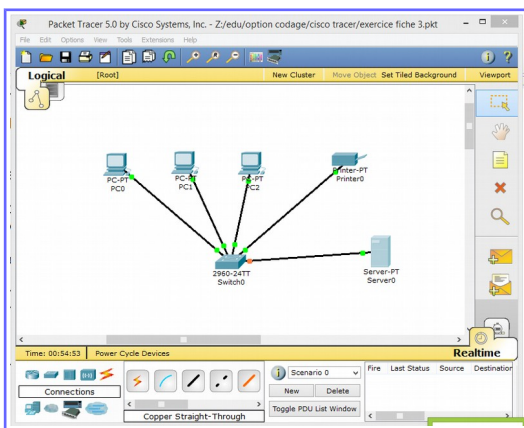 Packet Tracer 5.0 by Cisco Systems, Inc. - Z:/edu/option codage/cisco tracer/exercice fiche 3.pkt
File Edit Options View Tools Extensions Help
Logical [Root] New Cluster Move Object Set Tiled Background Viewport
PC-PT
PC0
PC-PT
PC1
PC-PT
PC2
Printer-PT
Printer0
2960-24TT
Switch0
Server-PT
Server0
Time: 00:54:53 Power Cycle Devices Realtime
Connections
Copper Straight-Through
Scenario 0
New Delete
Toggle PDU List Window
Fire Last Status Source Destination